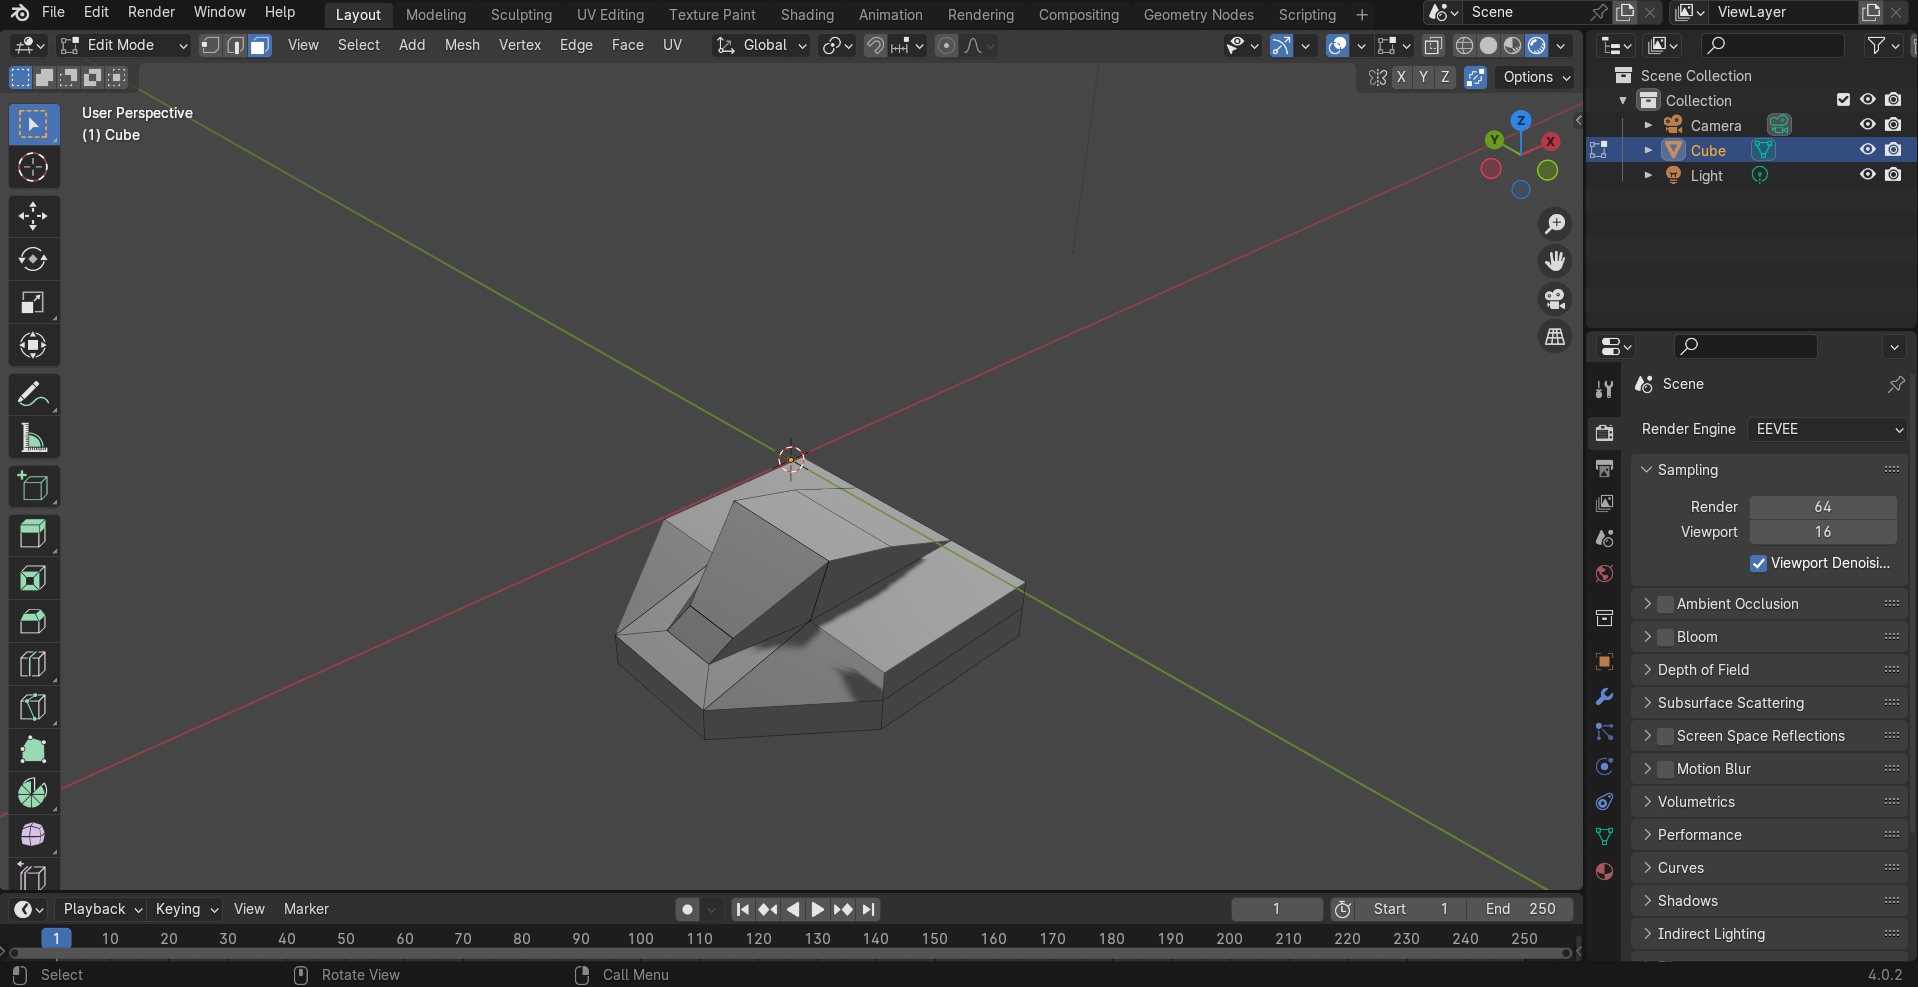 File Edit Render Window Help Layout Modeling Sculpting UV Editing Texture Paint Shading Animation Rendering Compositing Geometry Nodes Scripting + Scene ViewLayer
Edit Mode View Select Add Mesh Vertex Edge Face UV Global
X Y Z Options
User Perspective
(1) Cube
Z
Y X
Scene Collection
Collection
Camera
Cube
Light
Scene
Render Engine EEVEE
Sampling
Render 64
Viewport 16
Viewport Denoisi...
Ambient Occlusion
Bloom
Depth of Field
Subsurface Scattering
Screen Space Reflections
Motion Blur
Volumetrics
Performance
Curves
Shadows
Indirect Lighting
Playback Keying View Marker 1 Start 1 End 250
1 10 20 30 40 50 60 70 80 90 100 110 120 130 140 150 160 170 180 190 200 210 220 230 240 250
Select Rotate View Call Menu 4.0.2